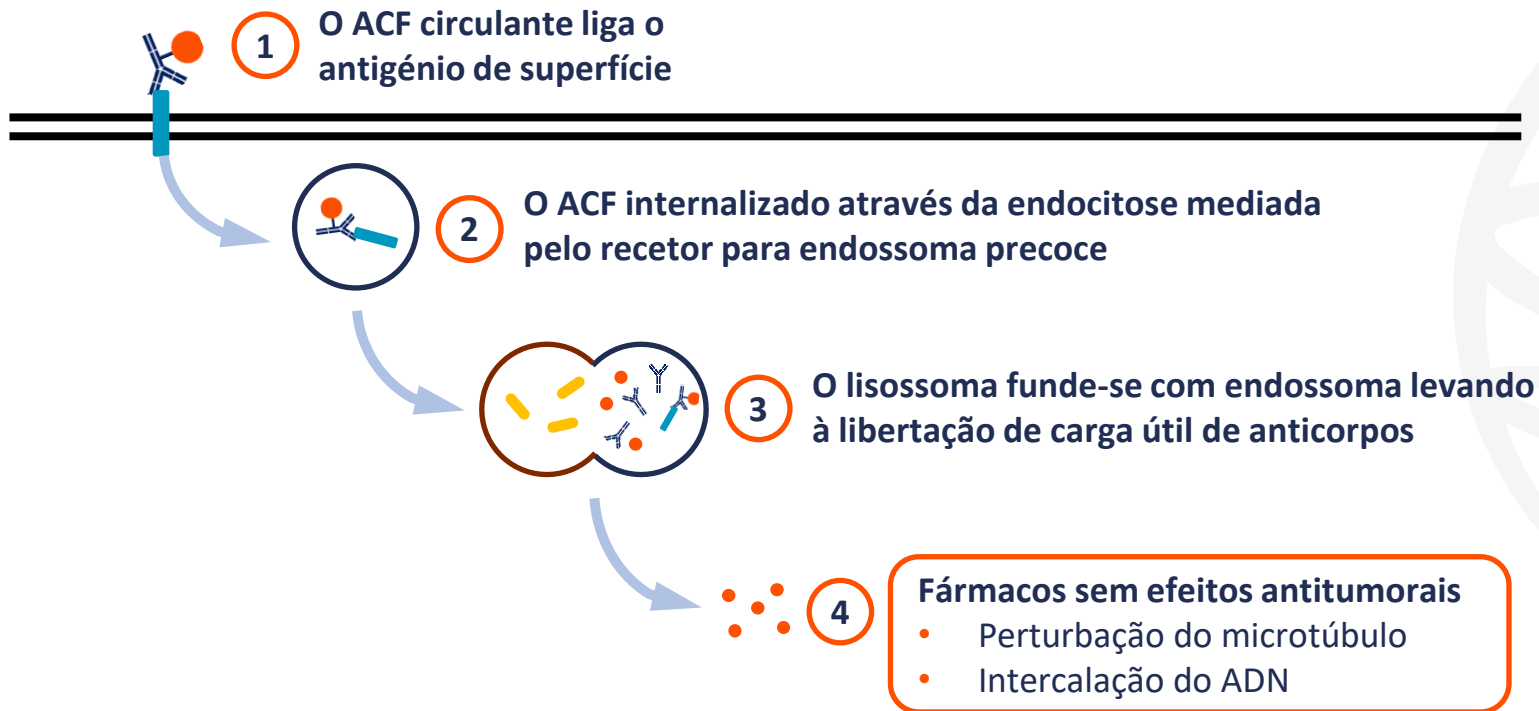 1
O ACF circulante liga o
antigénio de superfície
2
O ACF internalizado através da endocitose mediada
pelo recetor para endossoma precoce
3
O lisossoma funde-se com endossoma levando
à libertação de carga útil de anticorpos
4
Fármacos sem efeitos antitumorais
• Perturbação do microtúbulo
• Intercalação do ADN